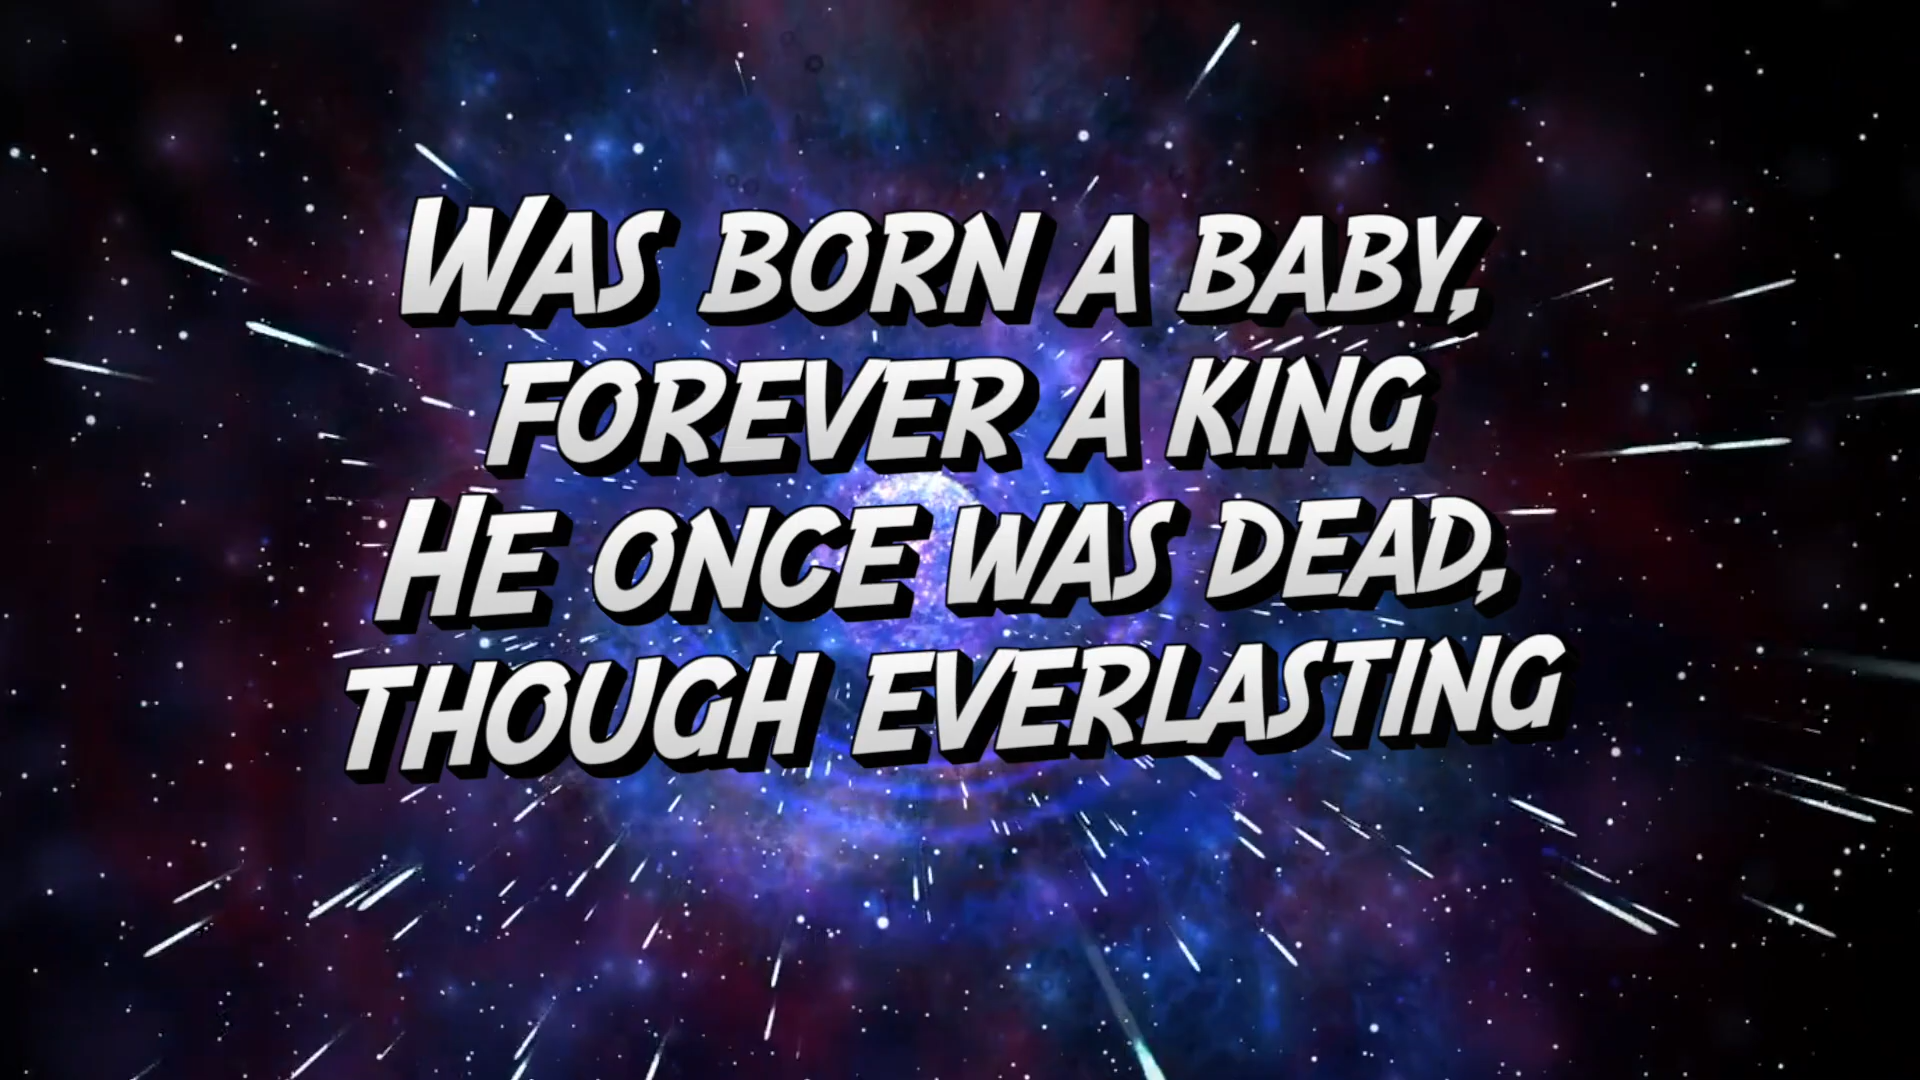 Was born a baby,
forever a king
He once was dead,
though everlasting